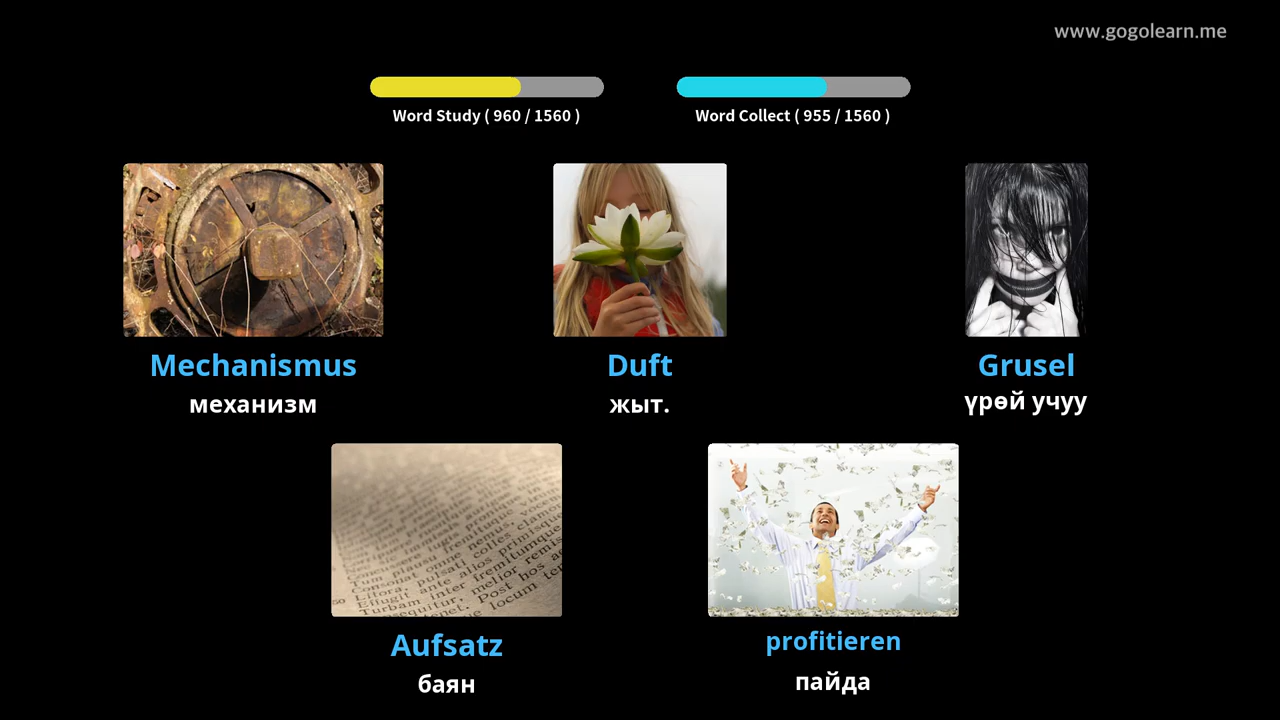 www.gogolearn.me
Word Study ( 960 / 1560 )
Word Collect ( 955 / 1560 )
Mechanismus
механизм
Duft
жыт.
Grusel
үрөй учуу
Aufsatz
баян
profitieren
пайда